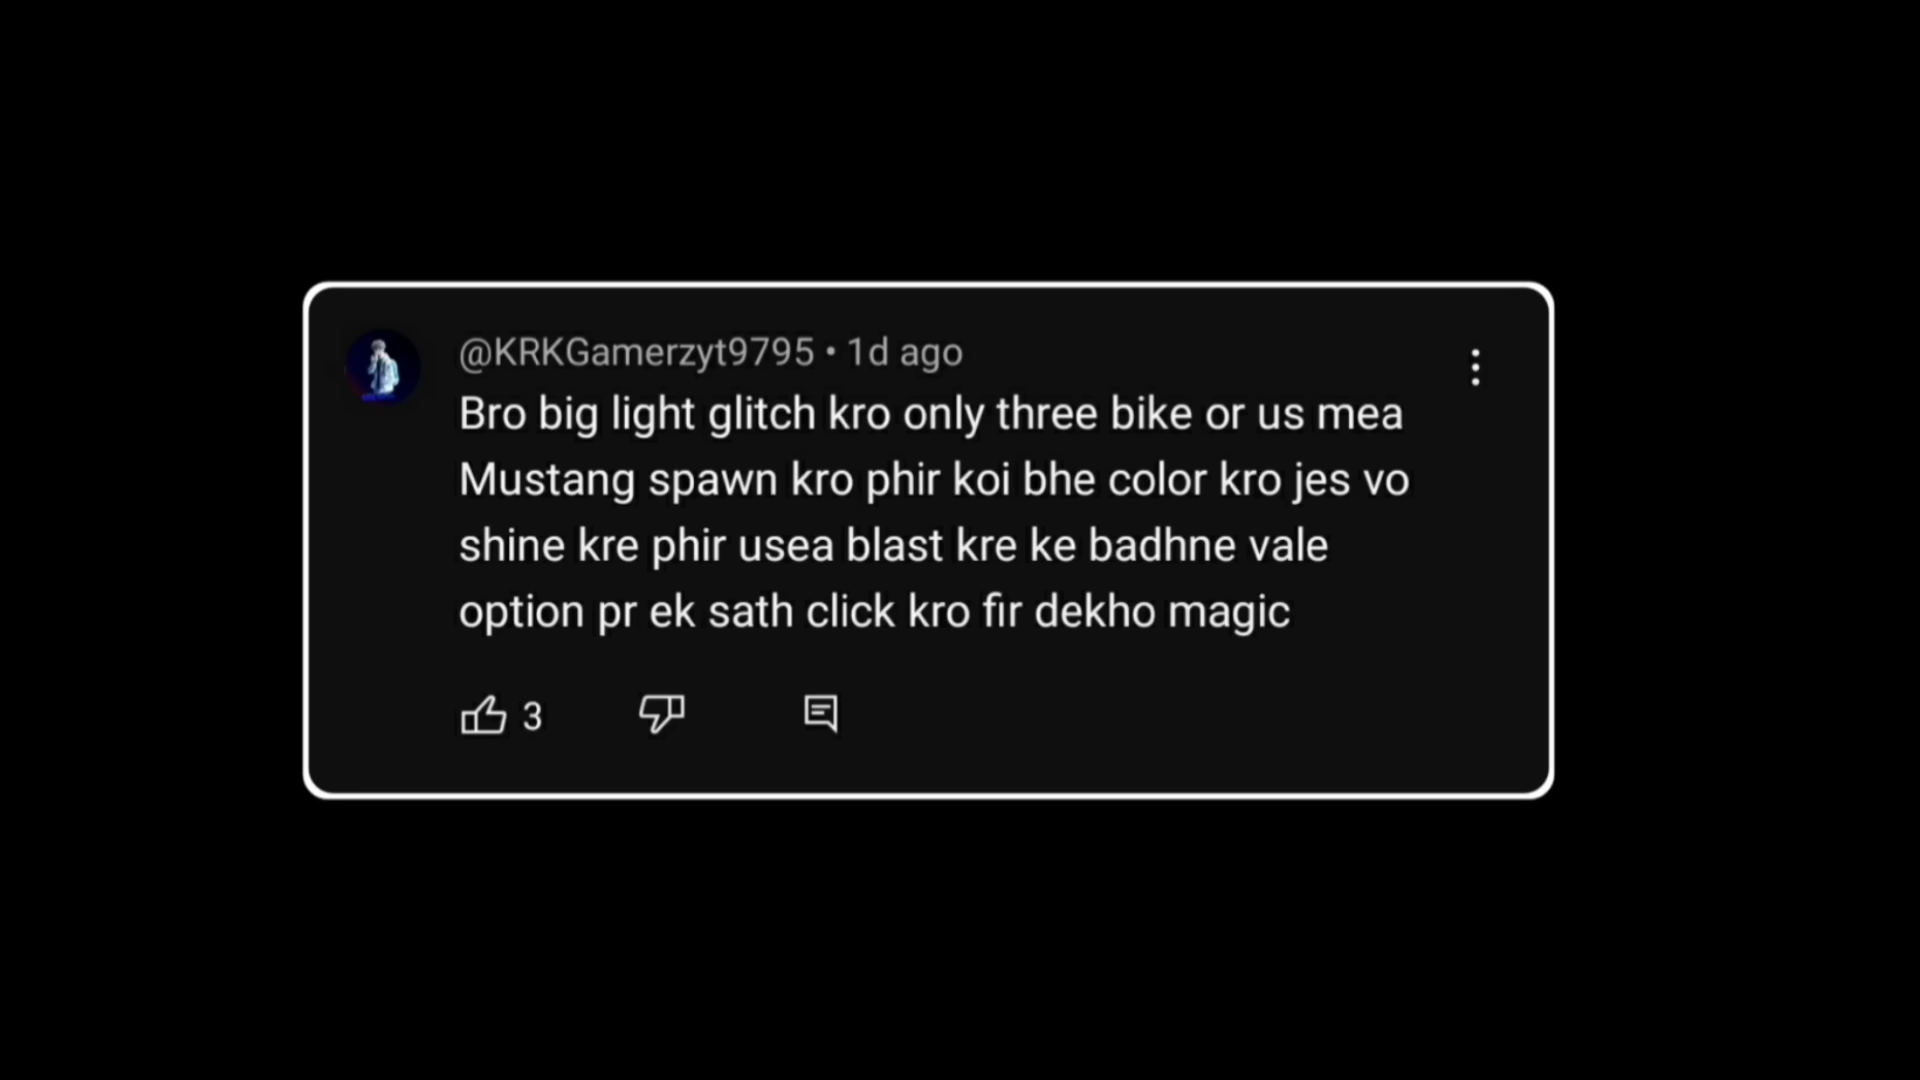 @KRKGamerzyt9795 • 1d ago
Bro big light glitch kro only three bike or us mea
Mustang spawn kro phir koi bhe color kro jes vo
shine kre phir usea blast kre ke badhne vale
option pr ek sath click kro fir dekho magic
3